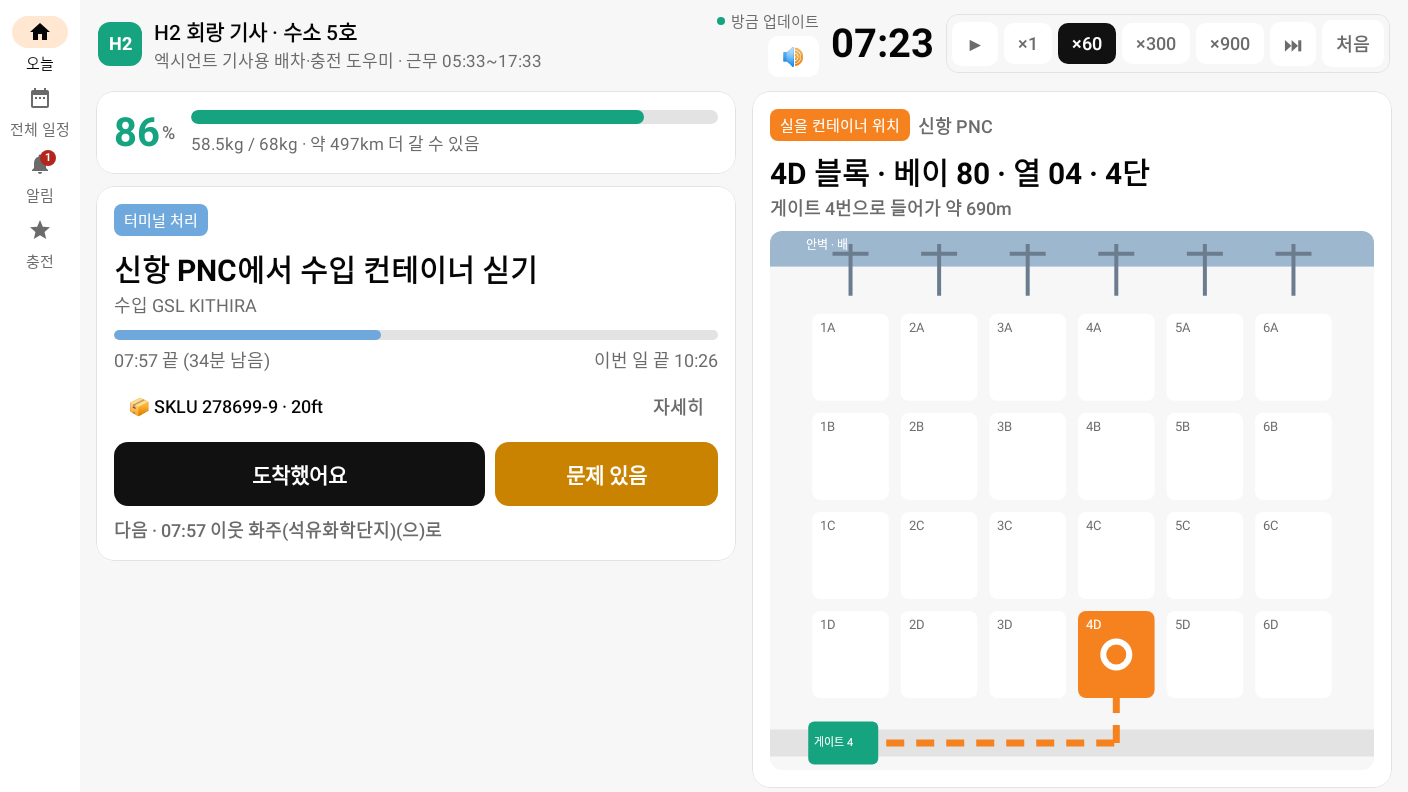 오늘
전체 일정
1
알림
충전
H2
H2 회랑 기사 · 수소 5호
엑시언트 기사용 배차·충전 도우미 · 근무 05:33~17:33
방금 업데이트
07:23
×1
×60
×300
×900
처음
86%
58.5kg / 68kg · 약 497km 더 갈 수 있음
터미널 처리
신항 PNC에서 수입 컨테이너 싣기
수입 GSL KITHIRA
07:57 끝 (34분 남음)
이번 일 끝 10:26
SKLU 278699-9 · 20ft
자세히
도착했어요
문제 있음
다음 · 07:57 이웃 화주(석유화학단지)(으)로
실을 컨테이너 위치
신항 PNC
4D 블록 · 베이 80 · 열 04 · 4단
게이트 4번으로 들어가 약 690m
안벽 · 배
1A 2A 3A 4A 5A 6A
1B 2B 3B 4B 5B 6B
1C 2C 3C 4C 5C 6C
1D 2D 3D 4D 5D 6D
게이트 4